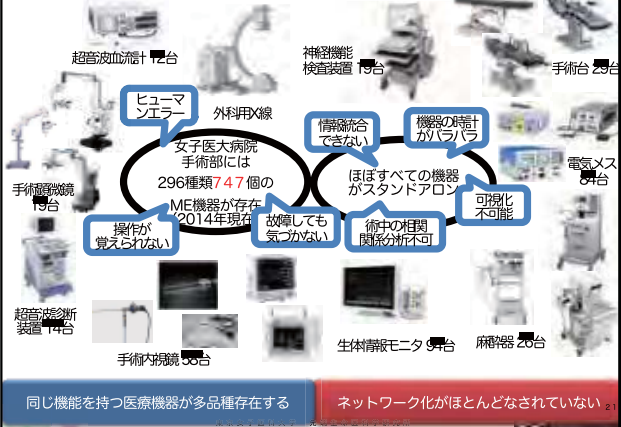 超音波血流計 12台
神経機能
検査装置 19台
手術台 29台
ヒューマ
ンエラー
外科用X線
情報統合
できない
機器の時計
がバラバラ
女子医大病院
手術部には
296種類747個の
ME機器が存在
(2014年現在
ほぼすべての機器
がスタンドアロン
電気メス
84台
手術顕微鏡
19台
操作が
覚えられない
故障しても
気づかない
術中の相関
関係分析不可
可視化
不可能
超音波診断
装置 14台
手術内視鏡 58台
生体情報モニタ 94台
麻酔器 26台
同じ機能を持つ医療機器が多品種存在する
ネットワーク化がほとんどなされていない
21